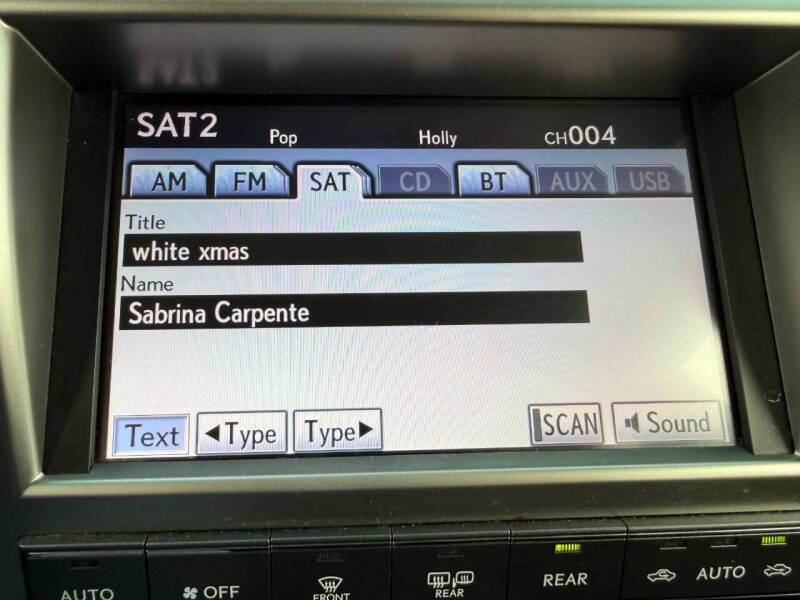 SAT2 Pop Holly CH004
AM FM SAT CD BT AUX USB
Title
white xmas
Name
Sabrina Carpente
Text ◀Type Type▶ SCAN Sound
AUTO OFF FRONT REAR REAR AUTO